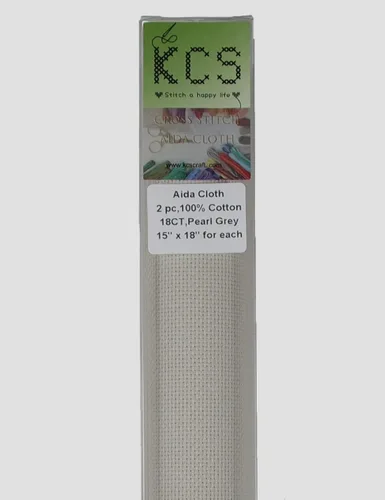 KCS
♥Stitch a happy life♥
CROSS STITCH
AIDA CLOTH
www.kcscraft.com
Aida Cloth
2 pc,100% Cotton
18CT,Pearl Grey
15" x 18" for each